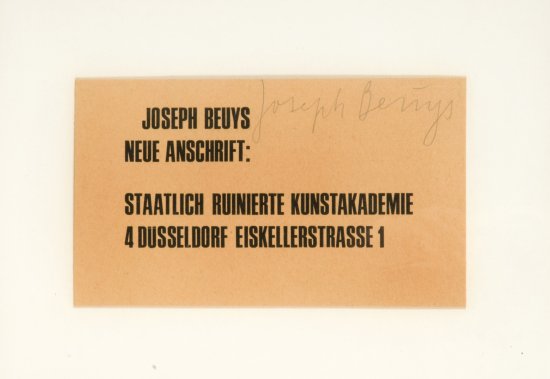 Joseph Beuys
JOSEPH BEUYS
NEUE ANSCHRIFT:
STAATLICH RUINIERTE KUNSTAKADEMIE
4 DUSSELDORF EISKELLERSTRASSE 1